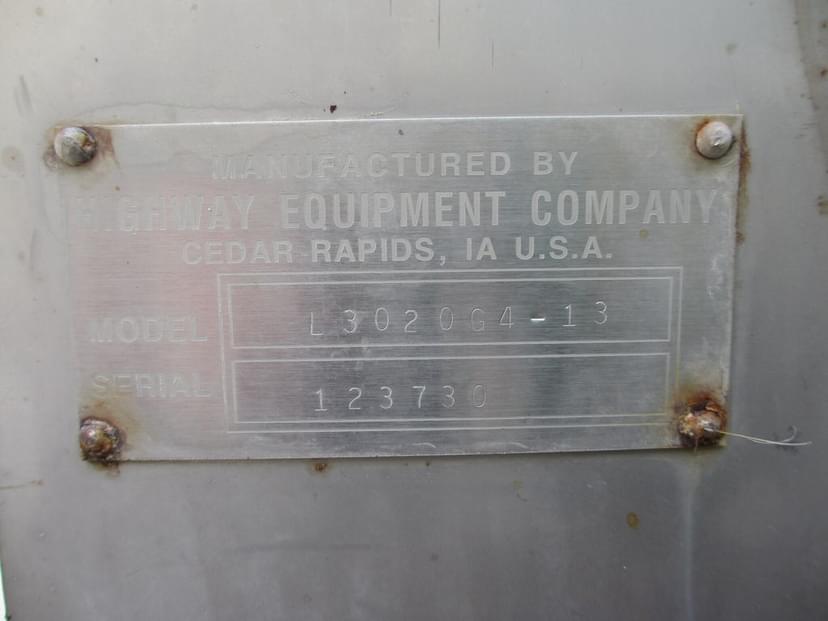 MANUFACTURED BY
HIGHWAY EQUIPMENT COMPANY
CEDAR RAPIDS, IA U.S.A.
MODEL L3020G4-13
SERIAL 123730